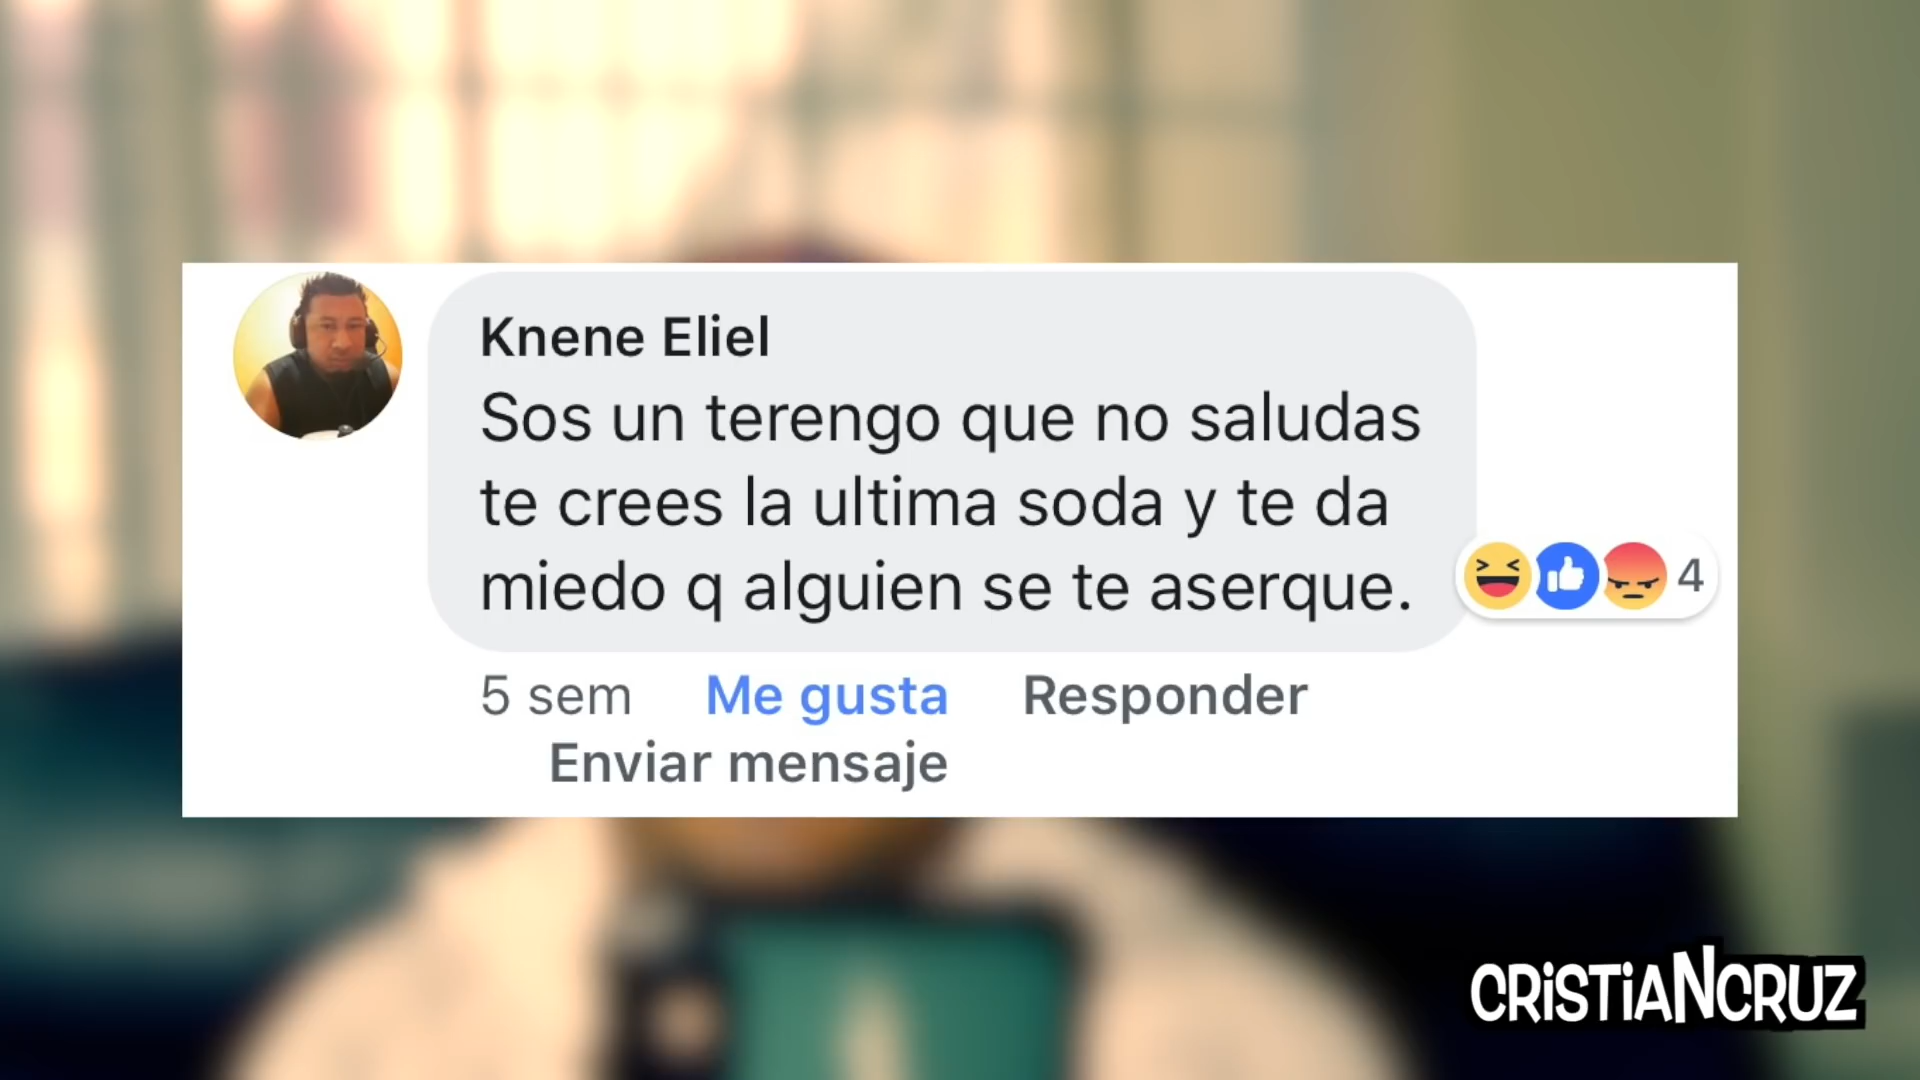 Knene Eliel
Sos un terengo que no saludas
te crees la ultima soda y te da
miedo q alguien se te aserque.
4
5 sem Me gusta Responder
Enviar mensaje
CRiSTiANCRUZ